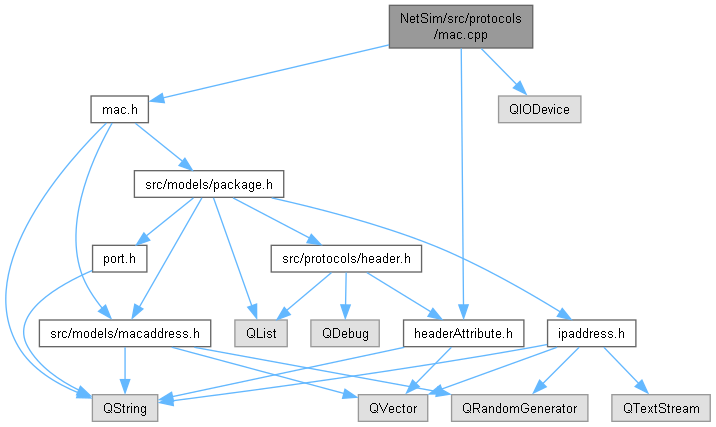 NetSim/src/protocols
/mac.cpp
mac.h
QIODevice
src/models/package.h
port.h
src/protocols/header.h
src/models/macaddress.h
QList
QDebug
headerAttribute.h
ipaddress.h
QString
QVector
QRandomGenerator
QTextStream